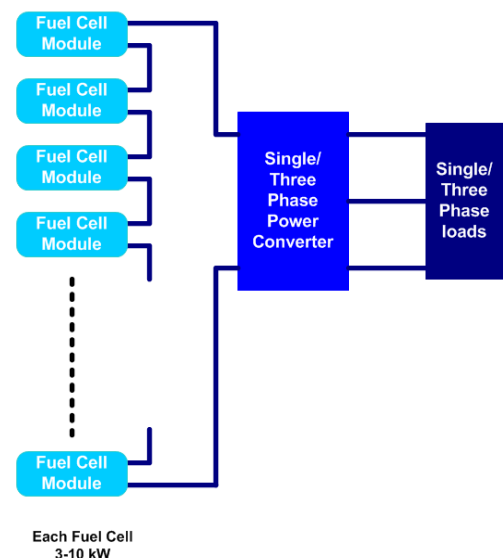 Fuel Cell
Module
Fuel Cell
Module
Fuel Cell
Module
Fuel Cell
Module
Fuel Cell
Module
Each Fuel Cell
3-10 kW
Single/
Three
Phase
Power
Converter
Single/
Three
Phase
loads